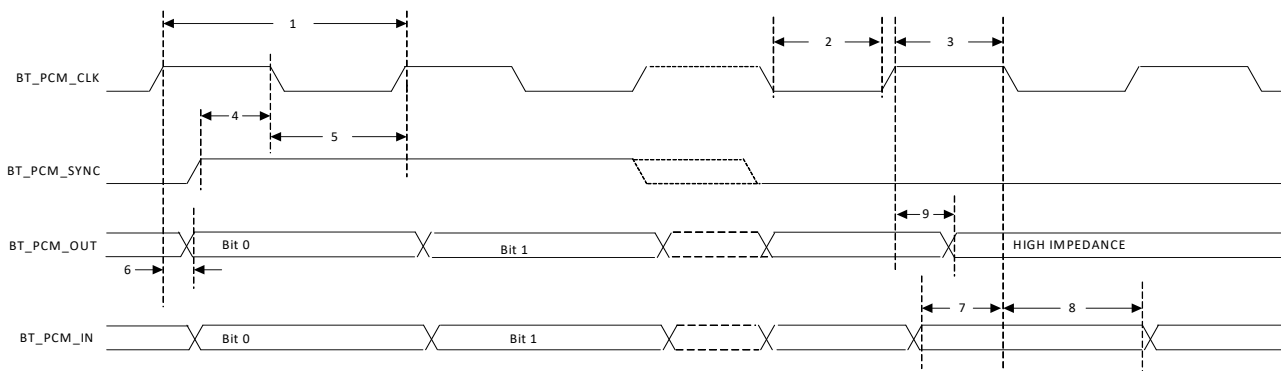 1
2
3
BT_PCM_CLK
4
5
BT_PCM_SYNC
9
BT_PCM_OUT
Bit 0
Bit 1
HIGH IMPEDANCE
6
7
8
BT_PCM_IN
Bit 0
Bit 1